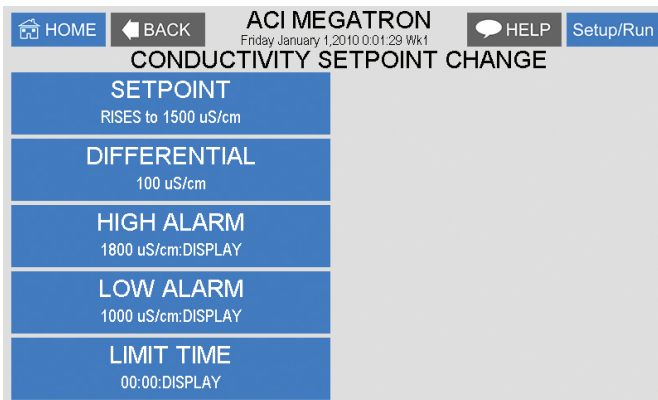 HOME
BACK
ACI MEGATRON
Friday January 1,2010 0:01:29 Wk1
HELP
Setup/Run
CONDUCTIVITY SETPOINT CHANGE
SETPOINT
RISES to 1500 uS/cm
DIFFERENTIAL
100 uS/cm
HIGH ALARM
1800 uS/cm:DISPLAY
LOW ALARM
1000 uS/cm:DISPLAY
LIMIT TIME
00:00:DISPLAY